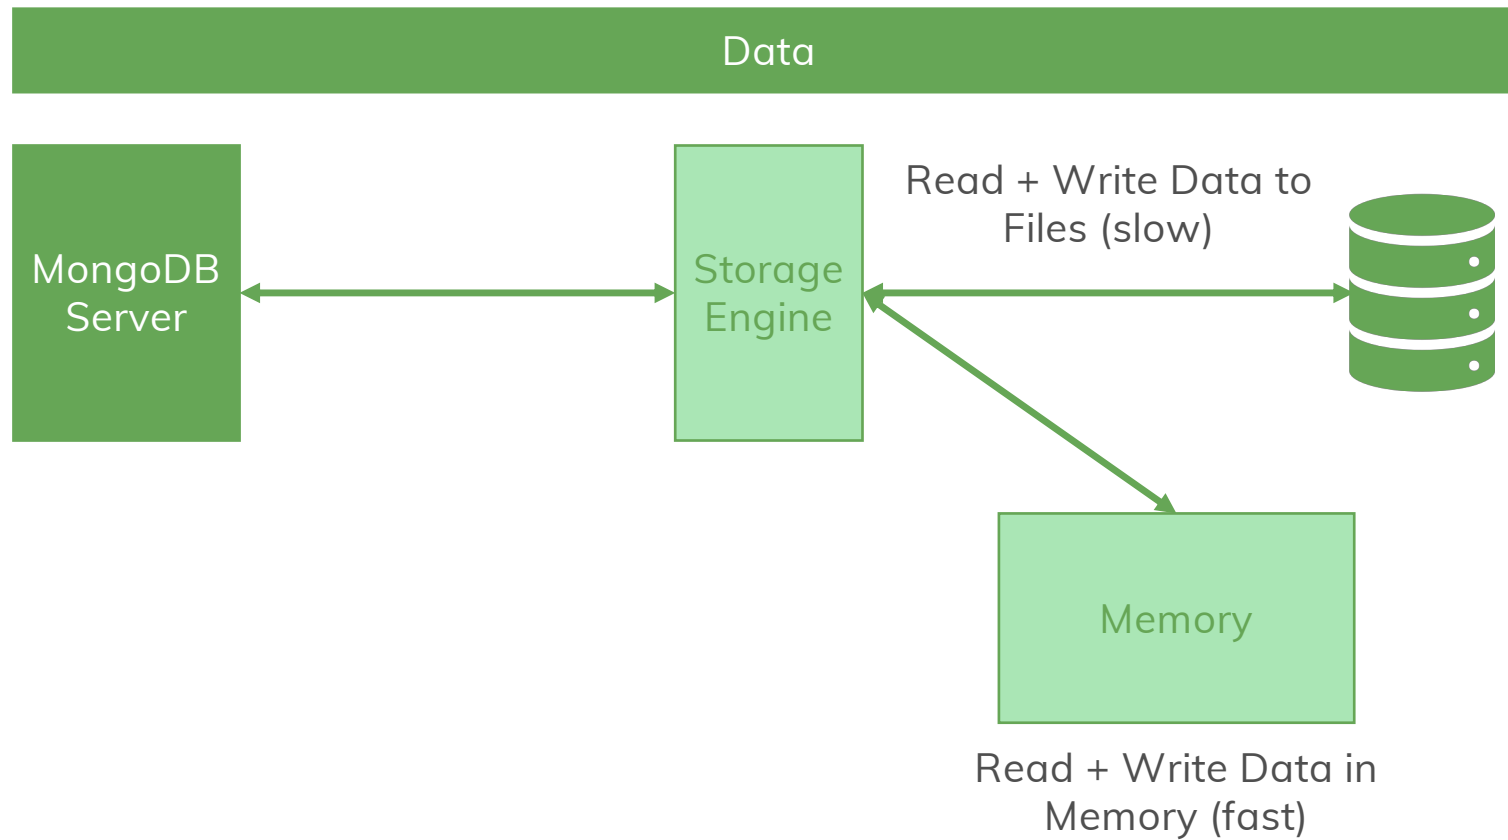 Data
MongoDB
Server
Storage
Engine
Read + Write Data to
Files (slow)
Memory
Read + Write Data in
Memory (fast)